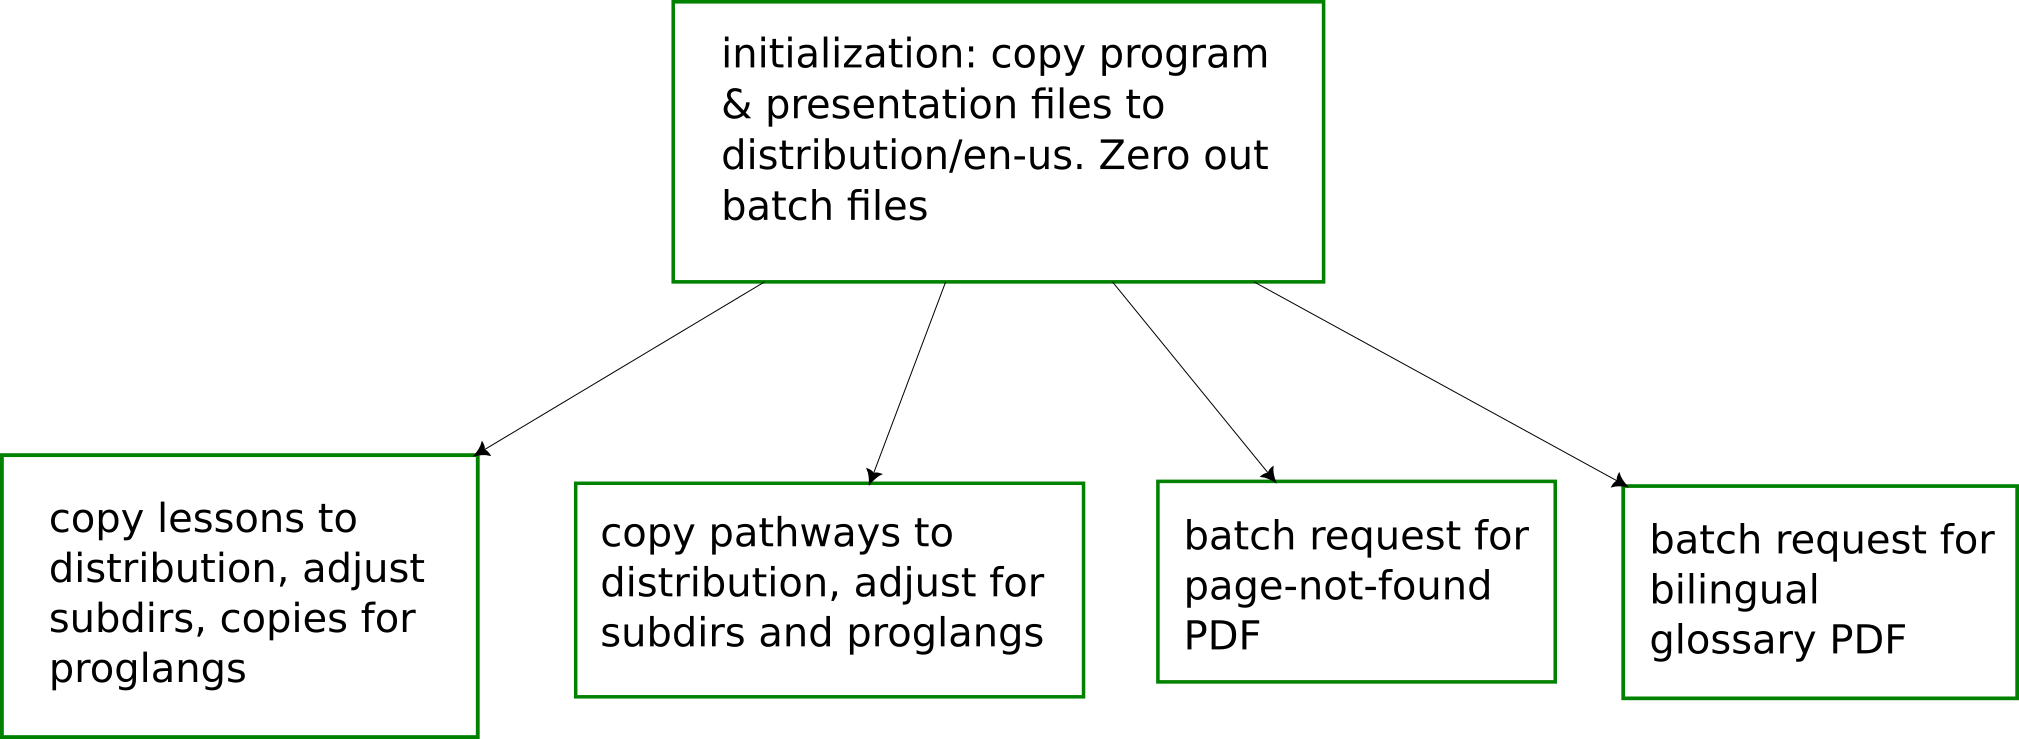 initialization: copy program
& presentation files to
distribution/en-us. Zero out
batch files
copy lessons to
distribution, adjust
subdirs, copies for
proglangs
copy pathways to
distribution, adjust for
subdirs and proglangs
batch request for
page-not-found
PDF
batch request for
bilingual
glossary PDF